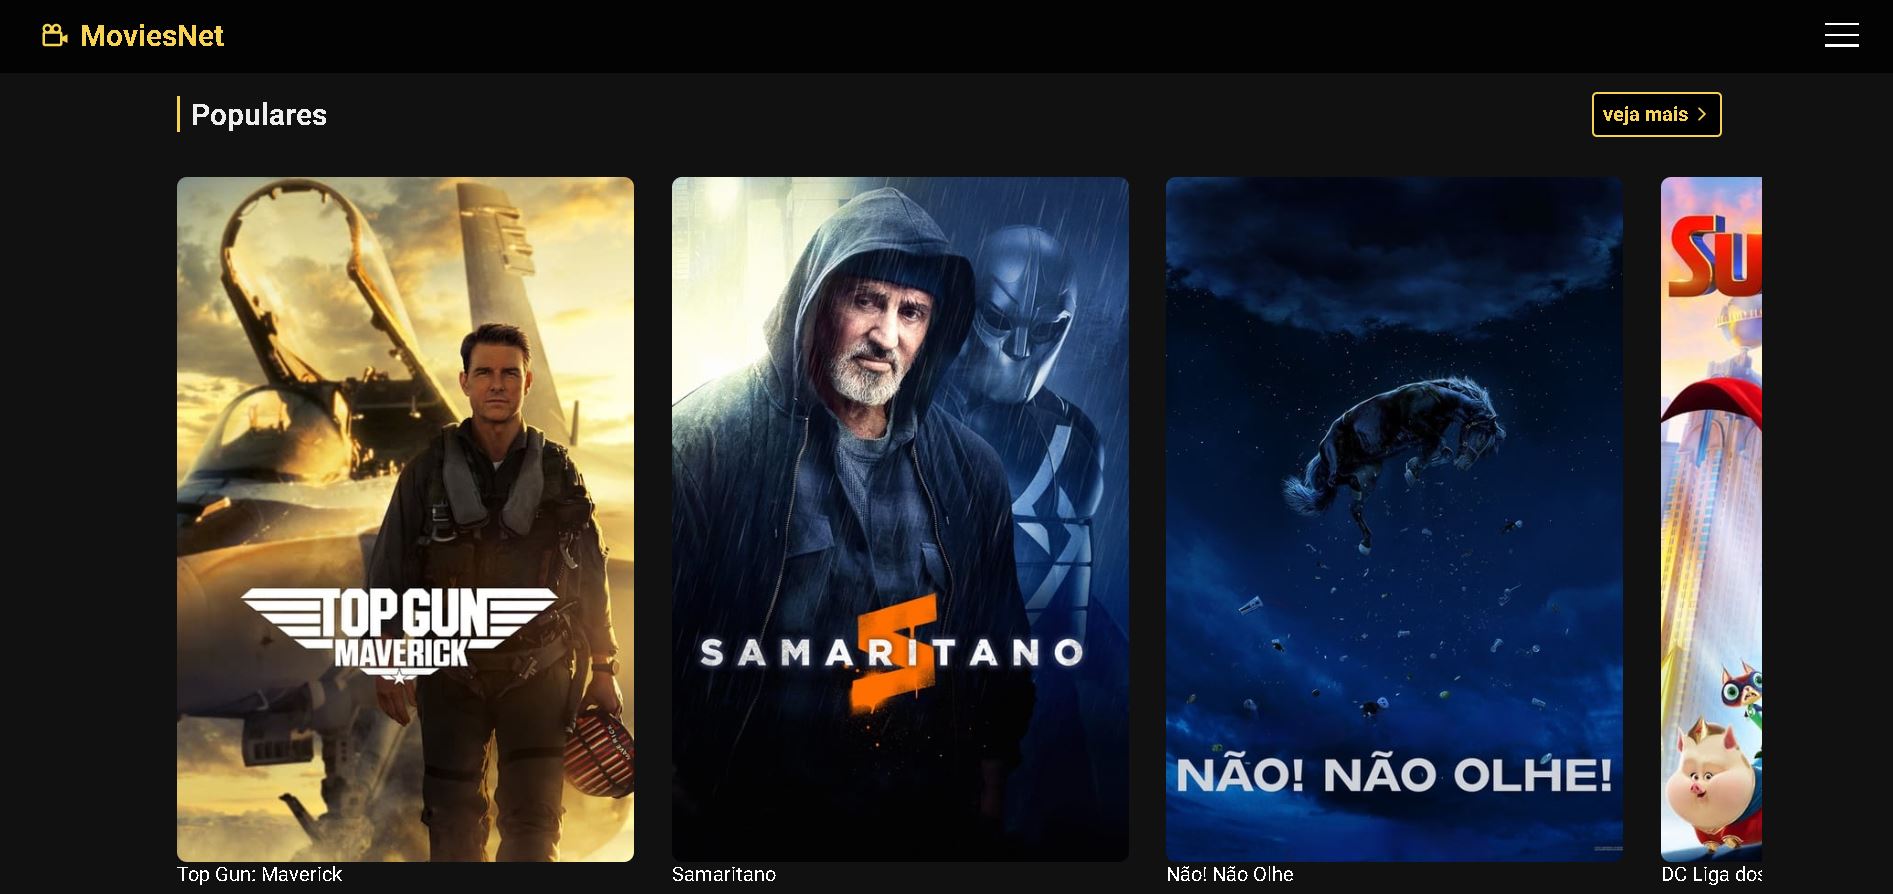 MoviesNet
Populares
veja mais
TOP GUN
MAVERICK
MAVERICK
SAMARITANO
NÃO! NÃO OLHE!
SU
Top Gun: Maverick
Samaritano
Não! Não Olhe
DC Liga dos